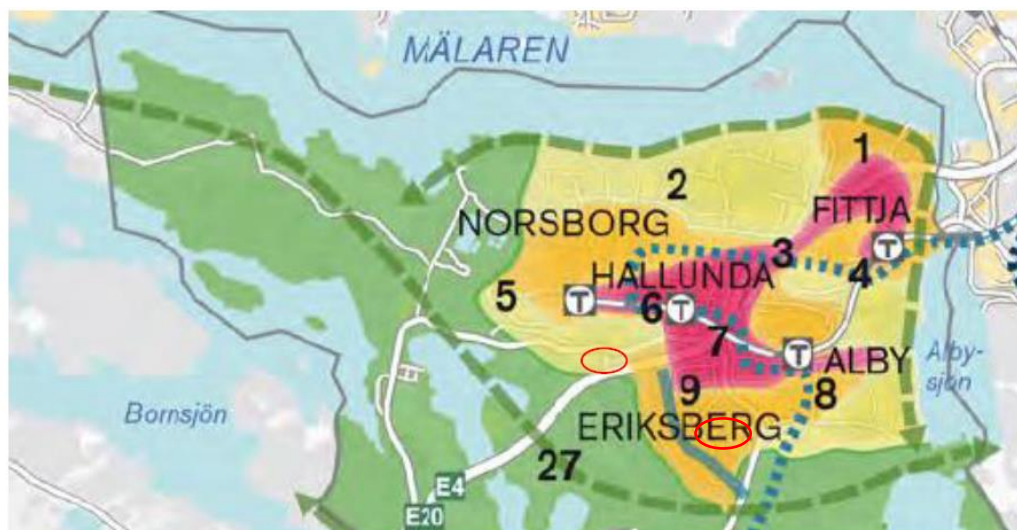 MÄLAREN
1
2
FITTJA
NORSBORG
T
3
4
HALLUNDA
5
T
6
T
7
T
ALBY
Alby-
sjön
8
9
Bornsjön
ERIKSBERG
27
E4
E20